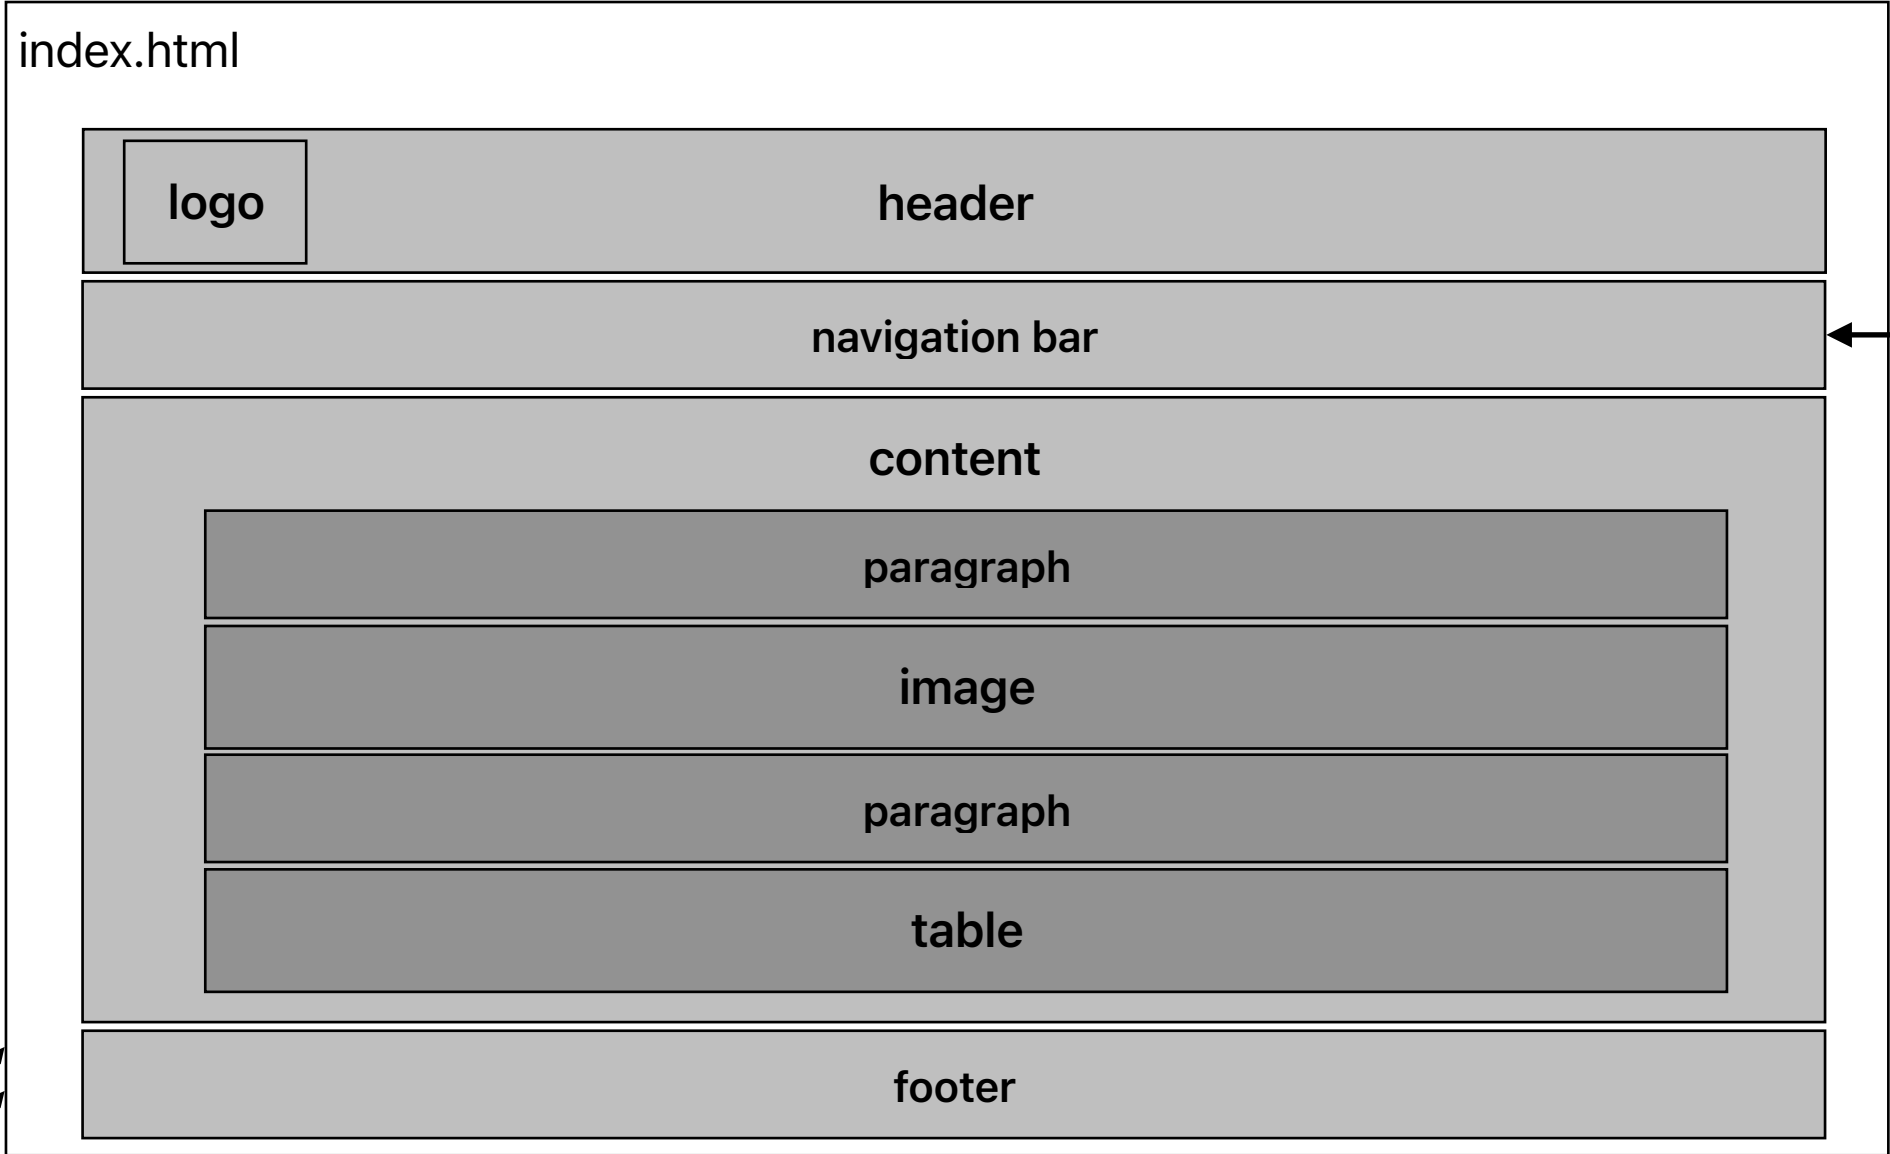 index.html
logo
header
navigation bar
content
paragraph
image
paragraph
table
footer